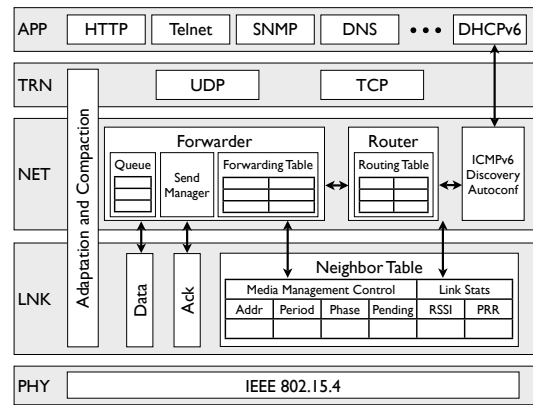 APP
HTTP
Telnet
SNMP
DNS
•••
DHCPv6
TRN
UDP
TCP
Adaptation and Compaction
NET
Forwarder
Queue
Send
Manager
Forwarding Table
Router
Routing Table
ICMPv6
Discovery
Autoconf
LNK
Data
Ack
Neighbor Table
Media Management Control
Link Stats
Addr
Period
Phase
Pending
RSSI
PRR
PHY
IEEE 802.15.4